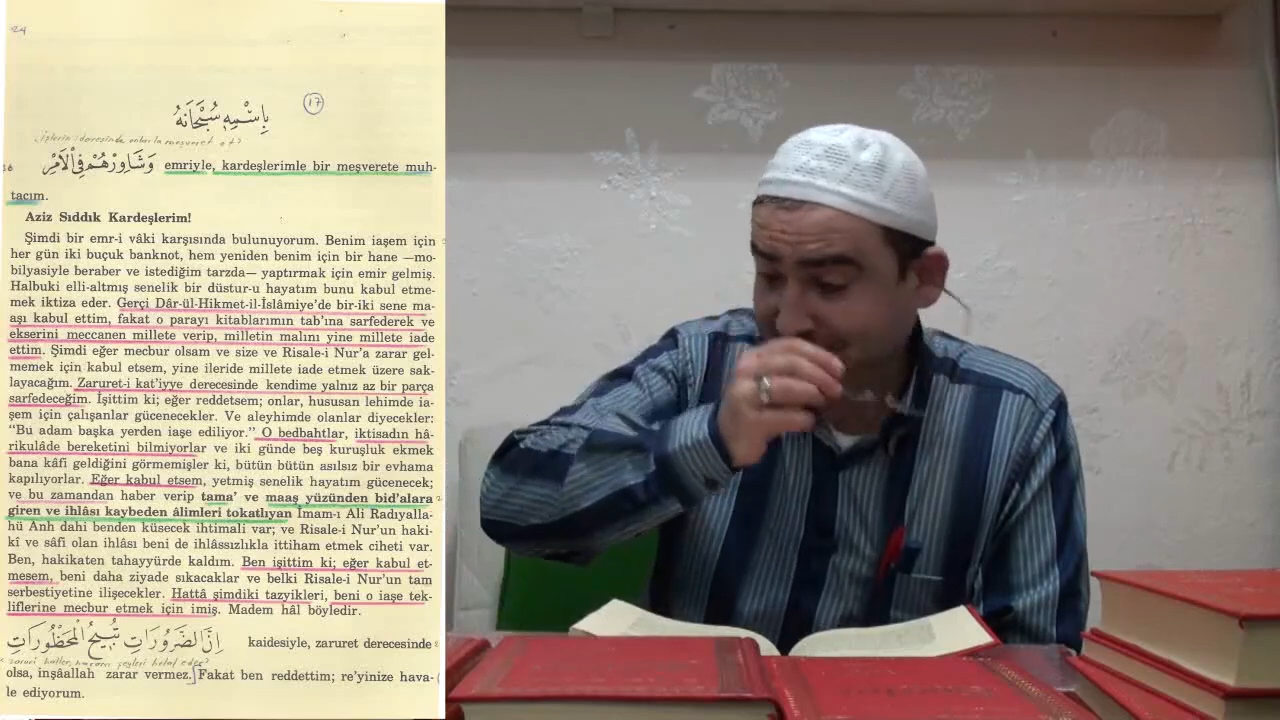 24
17
بِاسْمِهِ سُبْحَانَهُ
işlerin idaresinde onlarla meşveret et
وَشَاوِرْهُمْ فِى الْاَمْرِ emriyle, kardeşlerimle bir meşverete muh-
tacım.
Aziz Sıddık Kardeşlerim!
Şimdi bir emr-i vâki karşısında bulunuyorum. Benim iaşem için
her gün iki buçuk banknot, hem yeniden benim için bir hane —mo-
bilyasiyle beraber ve istediğim tarzda— yaptırmak için emir gelmiş.
Halbuki elli-altmış senelik bir düstur-u hayatım bunu kabul etme-
mek iktiza eder. Gerçi Dâr-ül-Hikmet-il-İslâmiye'de bir-iki sene ma-
aşı kabul ettim, fakat o parayı kitablarımın tab'ına sarfederek ve
ekserini meccanen millete verip, milletin malını yine millete iade
ettim. Şimdi eğer mecbur olsam ve size ve Risale-i Nur'a zarar gel-
memek için kabul etsem, yine ileride millete iade etmek üzere sak-
layacağım. Zaruret-i kat'iyye derecesinde kendime yalnız az bir parça
sarfedeceğim. İşittim ki; eğer reddetsem; onlar, hususan lehimde ia-
şem için çalışanlar gücenecekler. Ve aleyhimde olanlar diyecekler:
"Bu adam başka yerden iaşe ediliyor." O bedbahtlar, iktisadın hâ-
rikulâde bereketini bilmiyorlar ve iki günde beş kuruşluk ekmek
bana kâfi geldiğini görmemişler ki, bütün bütün asılsız bir evhama
kapılıyorlar. Eğer kabul etsem, yetmiş senelik hayatım gücenecek;
ve bu zamandan haber verip tama' ve maaş yüzünden bid'alara
giren ve ihlâsı kaybeden âlimleri tokatlıyan İmam-ı Ali Radıyalla-
hü Anh dahi benden küsecek ihtimali var; ve Risale-i Nur'un haki-
kî ve sâfi olan ihlâsı beni de ihlâssızlıkla ittiham etmek ciheti var.
Ben, hakikaten tahayyürde kaldım. Ben işittim ki; eğer kabul et-
mesem, beni daha ziyade sıkacaklar ve belki Risale-i Nur'un tam
serbestiyetine ilişecekler. Hattâ şimdiki tazyikleri, beni o iaşe tek-
liflerine mecbur etmek için imiş. Madem hâl böyledir.
اِنَّ الضَّرُورَاتِ تُبِيحُ الْمَحْظُورَاتِ kaidesiyle, zaruret derecesinde
zaruri haller, haram şeyleri helal eder
olsa, inşâallah zarar vermez. Fakat ben reddettim; re'yinize hava-
le ediyorum.